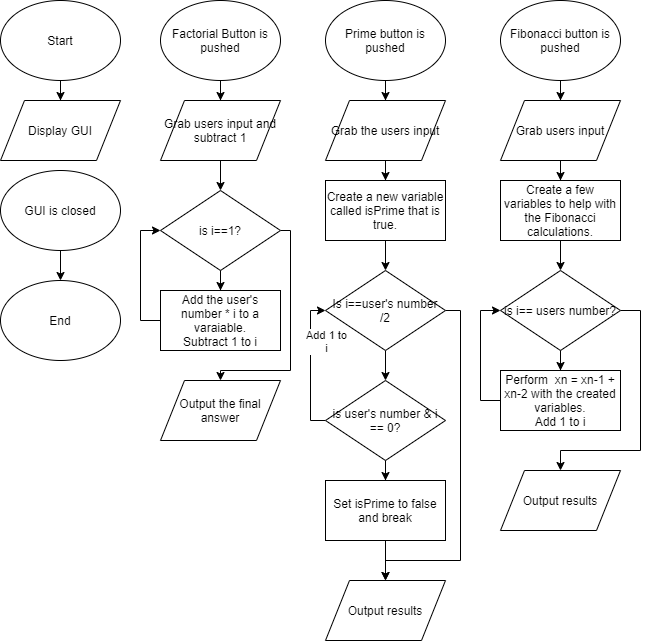 Start
Display GUI
GUI is closed
End
Factorial Button is
pushed
Grab users input and
subtract 1
is i==1?
Add the user's
number * i to a
varaiable.
Subtract 1 to i
Output the final
answer
Prime button is
pushed
Grab the users input
Create a new variable
called isPrime that is
true.
Is i==user's number
/2
Add 1 to
i
is user's number & i
== 0?
Set isPrime to false
and break
Output results
Fibonacci button is
pushed
Grab users input
Create a few
variables to help with
the Fibonacci
calculations.
Is i== users number?
Perform xn = xn-1 +
xn-2 with the created
variables.
Add 1 to i
Output results